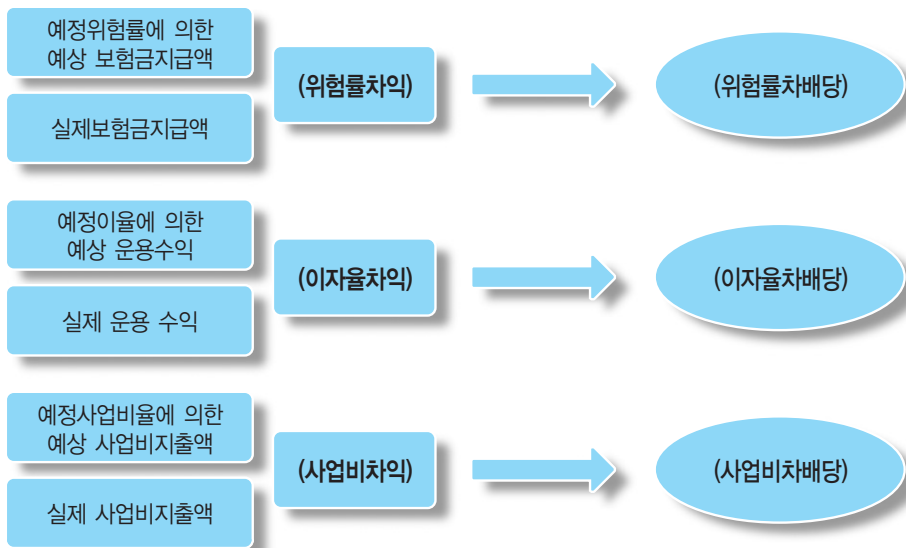 예정위험률에 의한
예상 보험금지급액
실제보험금지급액
(위험률차익)
(위험률차배당)
예정이율에 의한
예상 운용수익
실제 운용 수익
(이자율차익)
(이자율차배당)
예정사업비율에 의한
예상 사업비지출액
실제 사업비지출액
(사업비차익)
(사업비차배당)